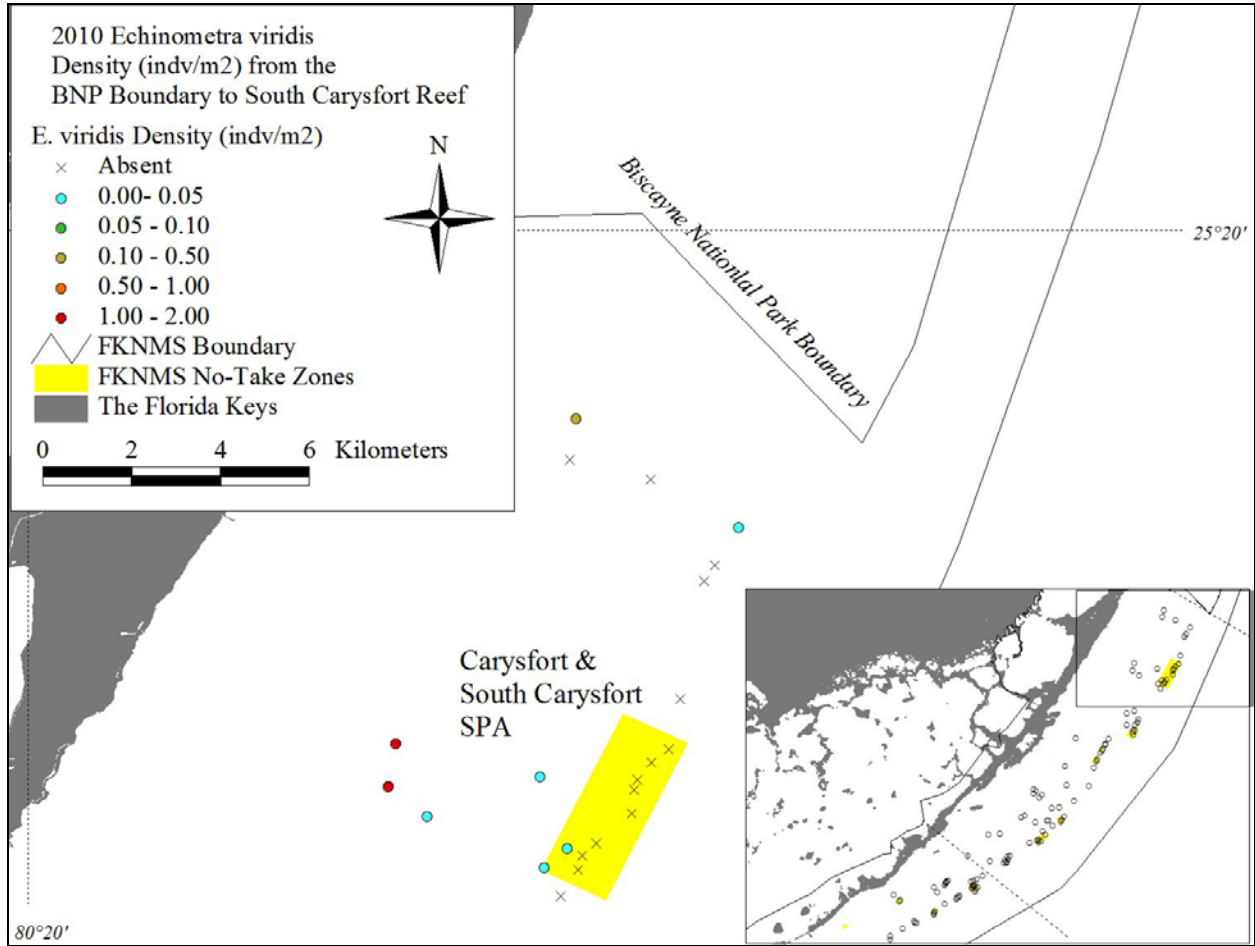 2010 Echinometra viridis
Density (indv/m2) from the
BNP Boundary to South Carysfort Reef
E. viridis Density (indv/m2)
Absent
0.00- 0.05
0.05 - 0.10
0.10 - 0.50
0.50 - 1.00
1.00 - 2.00
FKNMS Boundary
FKNMS No-Take Zones
The Florida Keys
0 2 4 6 Kilometers
N
Biscayne Nationlal Park Boundary
25°20'
Carysfort &
South Carysfort
SPA
80°20'